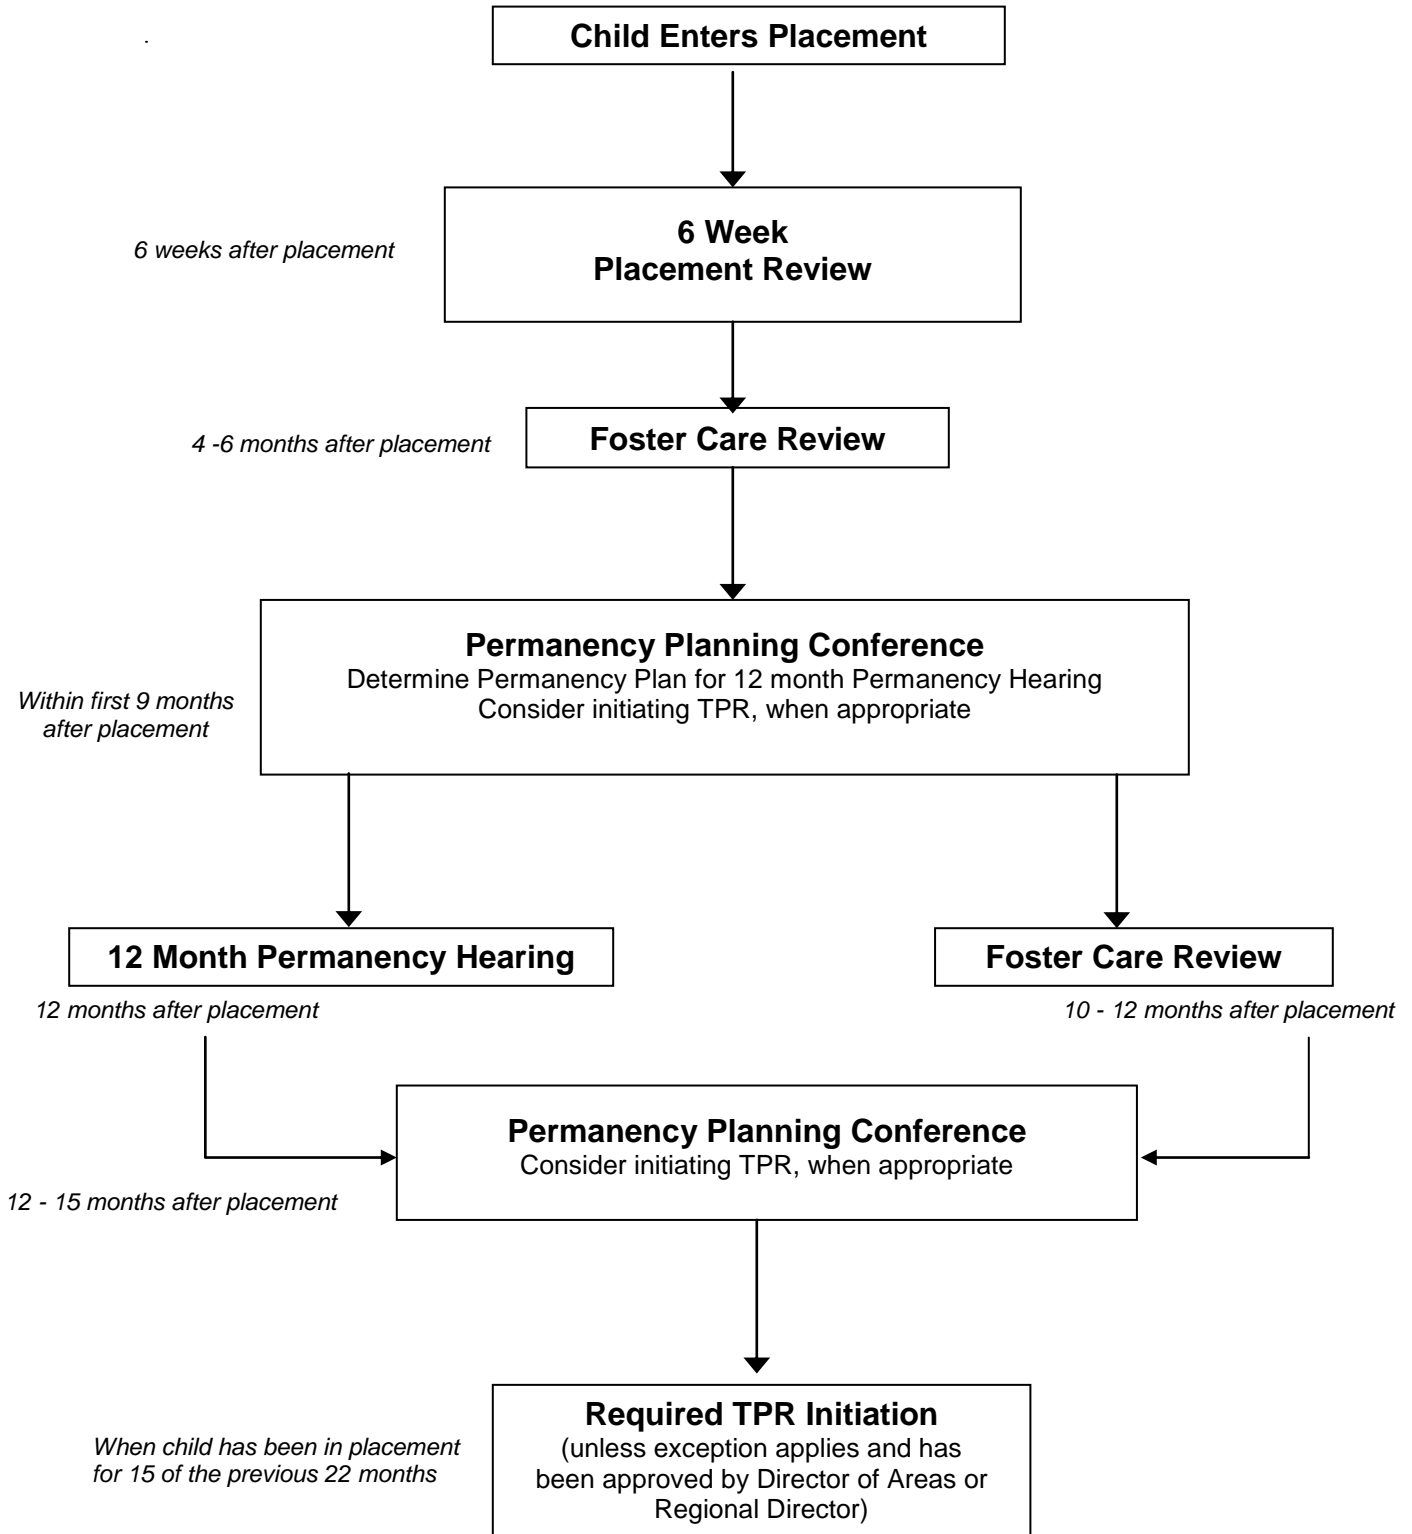 Child Enters Placement
6 weeks after placement
6 Week
Placement Review
4 -6 months after placement
Foster Care Review
Within first 9 months
after placement
Permanency Planning Conference
Determine Permanency Plan for 12 month Permanency Hearing
Consider initiating TPR, when appropriate
12 Month Permanency Hearing
12 months after placement
Foster Care Review
10 - 12 months after placement
12 - 15 months after placement
Permanency Planning Conference
Consider initiating TPR, when appropriate
When child has been in placement
for 15 of the previous 22 months
Required TPR Initiation
(unless exception applies and has
been approved by Director of Areas or
Regional Director)